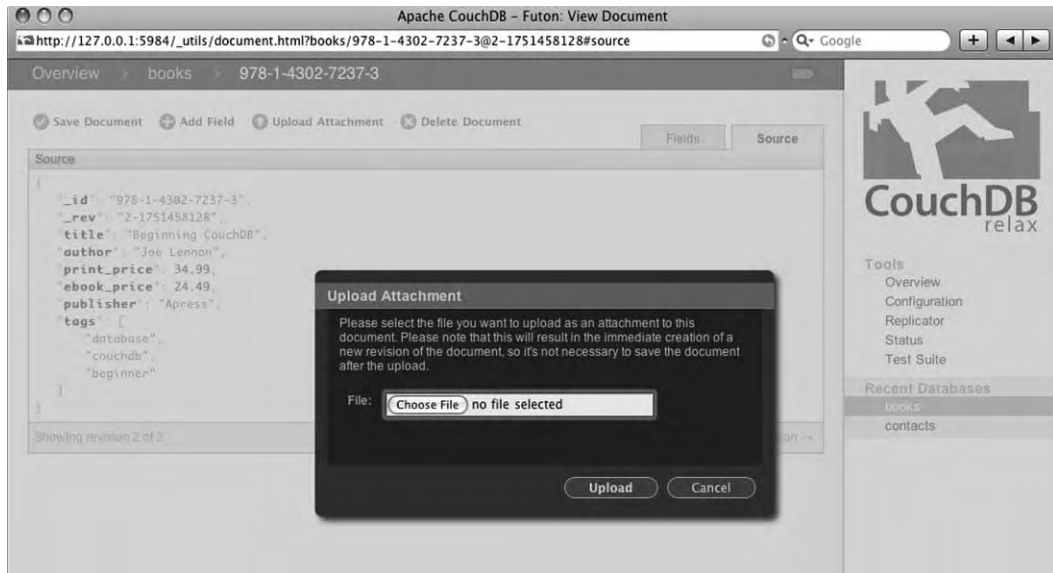 Apache CouchDB – Futon: View Document
http://127.0.0.1:5984/_utils/document.html?books/978-1-4302-7237-3@2-1751458128#source
Google
Overview
books
978-1-4302-7237-3
Save Document
Add Field
Upload Attachment
Delete Document
Fields
Source
Source
{
"_id": "978-1-4302-7237-3",
"_rev": "2-1751458128",
"title": "Beginning CouchDB",
"author": "Joe Lennon",
"print_price": 34.99,
"ebook_price": 24.49,
"publisher": "Apress",
"tags": [
"database",
"couchdb",
"beginner"
]
}
Showing revision 2 of 3
Upload Attachment
Please select the file you want to upload as an attachment to this
document. Please note that this will result in the immediate creation of a
new revision of the document, so it's not necessary to save the document
after the upload.
File:
Choose File no file selected
Upload
Cancel
CouchDB
relax
Tools
Overview
Configuration
Replicator
Status
Test Suite
Recent Databases
books
contacts